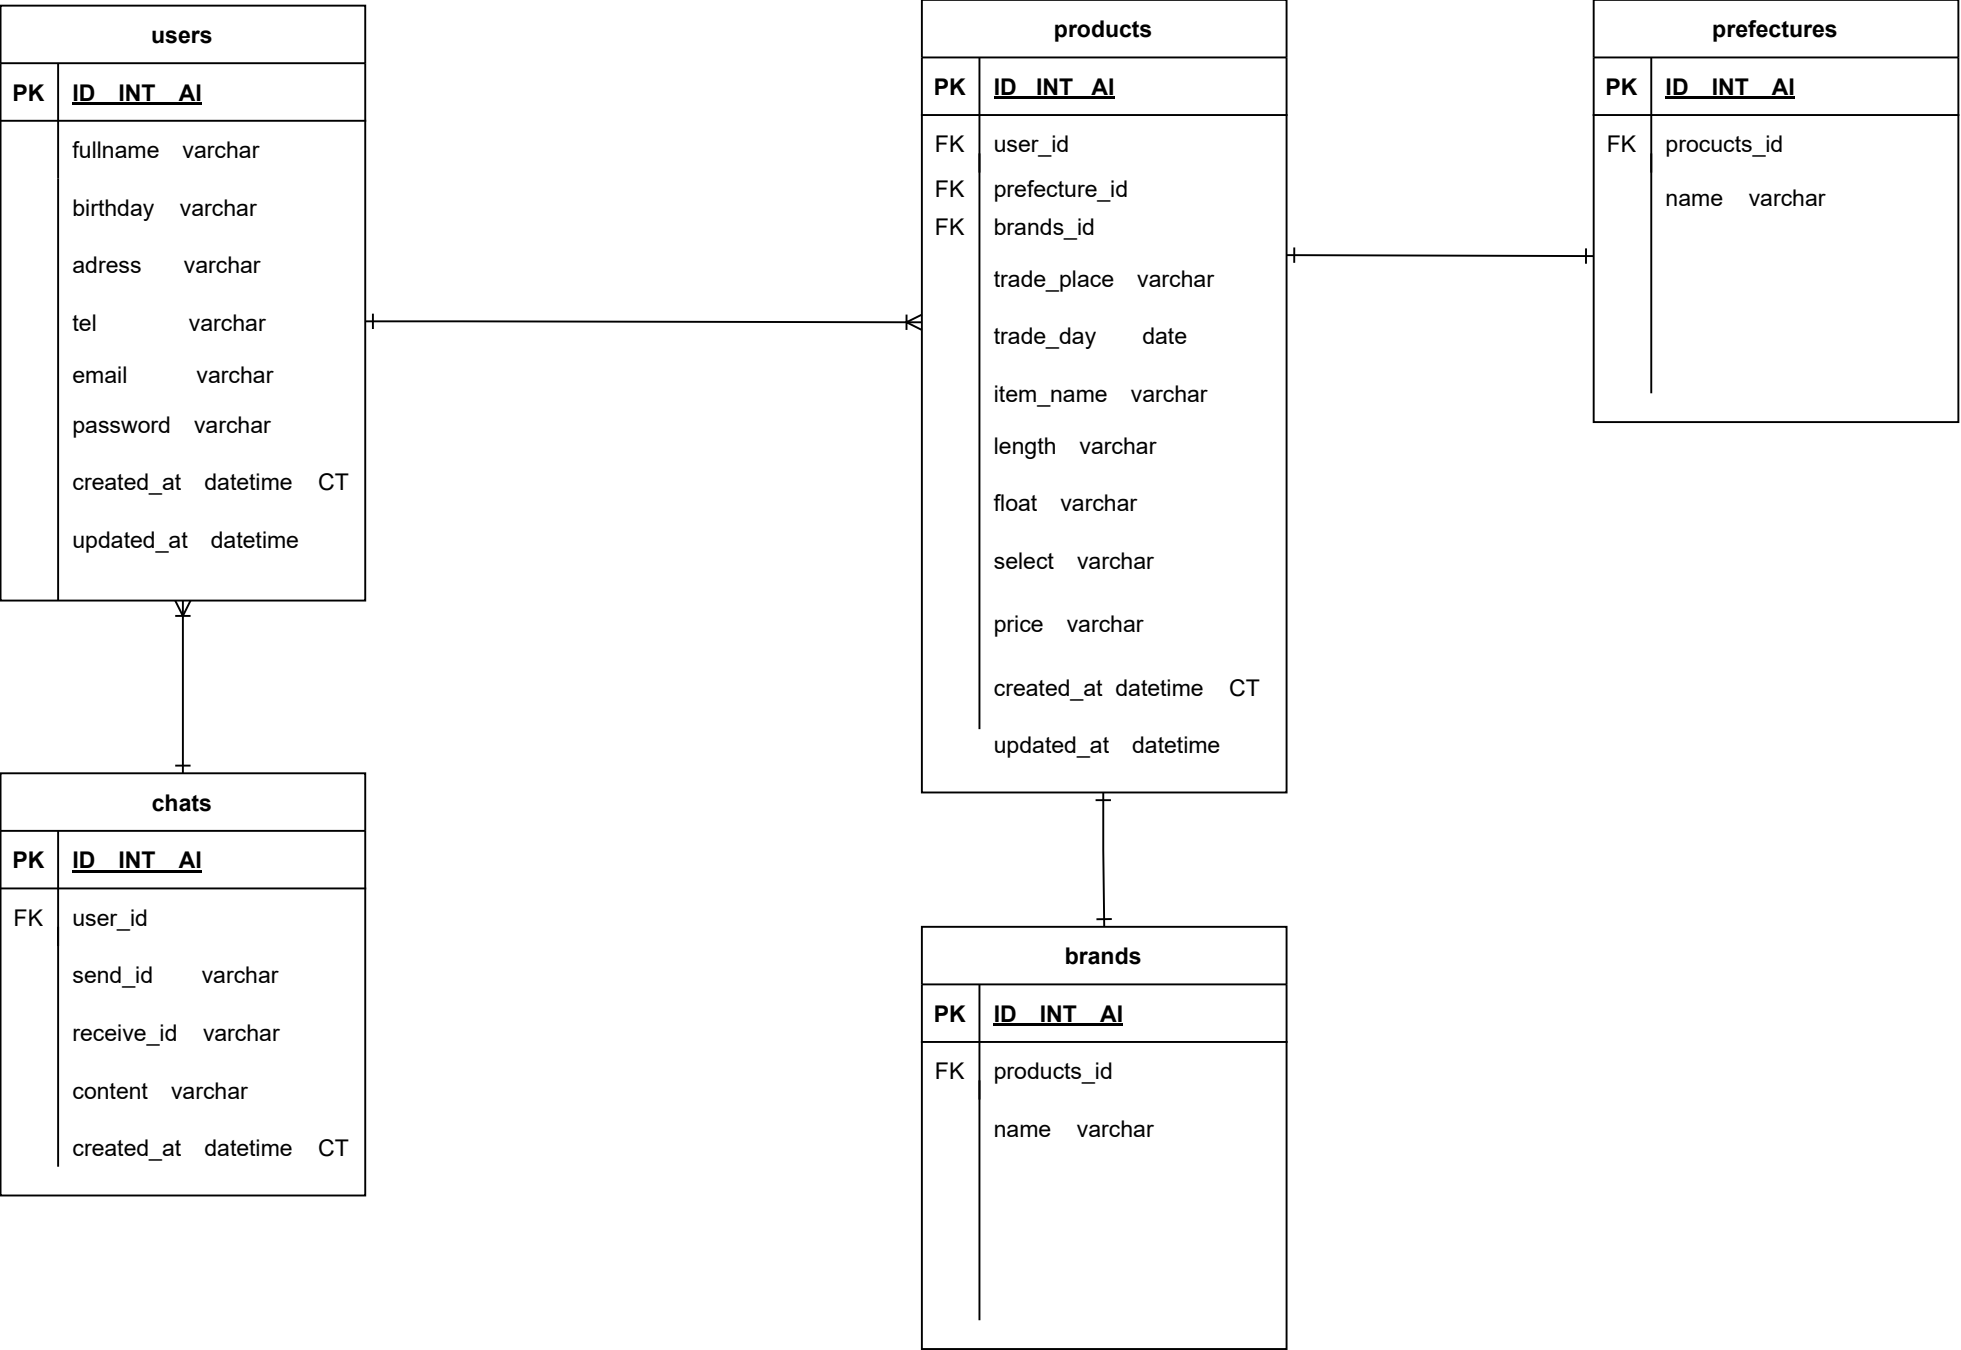 users
PK ID INT AI
fullname varchar
birthday varchar
adress varchar
tel varchar
email varchar
password varchar
created_at datetime CT
updated_at datetime
products
PK ID INT AI
FK user_id
FK prefecture_id
FK brands_id
trade_place varchar
trade_day date
item_name varchar
length varchar
float varchar
select varchar
price varchar
created_at datetime CT
updated_at datetime
prefectures
PK ID INT AI
FK procucts_id
name varchar
chats
PK ID INT AI
FK user_id
send_id varchar
receive_id varchar
content varchar
created_at datetime CT
brands
PK ID INT AI
FK products_id
name varchar